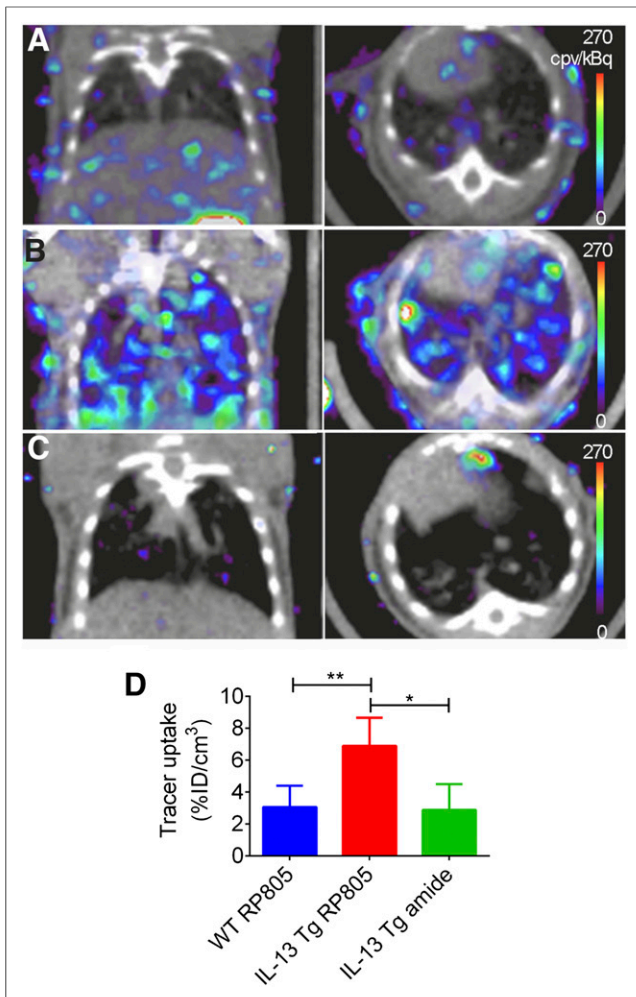 A
270
cpv/kBq
0
B
270
0
C
270
0
D
**
*
10
8
6
4
2
0
Tracer uptake
(%ID/cm³)
WT RP805
IL-13 Tg RP805
IL-13 Tg amide